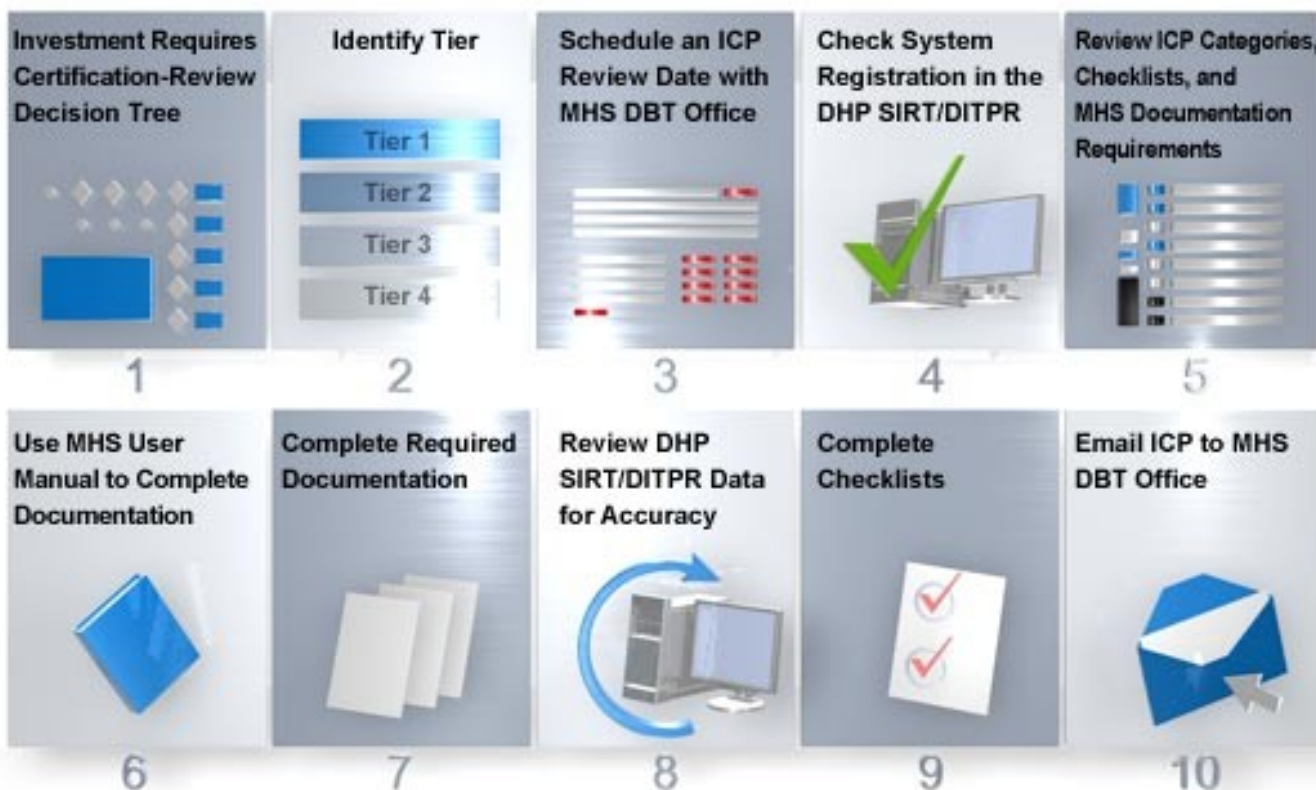 Investment Requires
Certification-Review
Decision Tree
1
Identify Tier
Tier 1
Tier 2
Tier 3
Tier 4
2
Schedule an ICP
Review Date with
MHS DBT Office
3
Check System
Registration in the
DHP SIRT/DITPR
4
Review ICP Categories,
Checklists, and
MHS Documentation
Requirements
5
Use MHS User
Manual to Complete
Documentation
6
Complete Required
Documentation
7
Review DHP
SIRT/DITPR Data
for Accuracy
8
Complete
Checklists
9
Email ICP to MHS
DBT Office
10